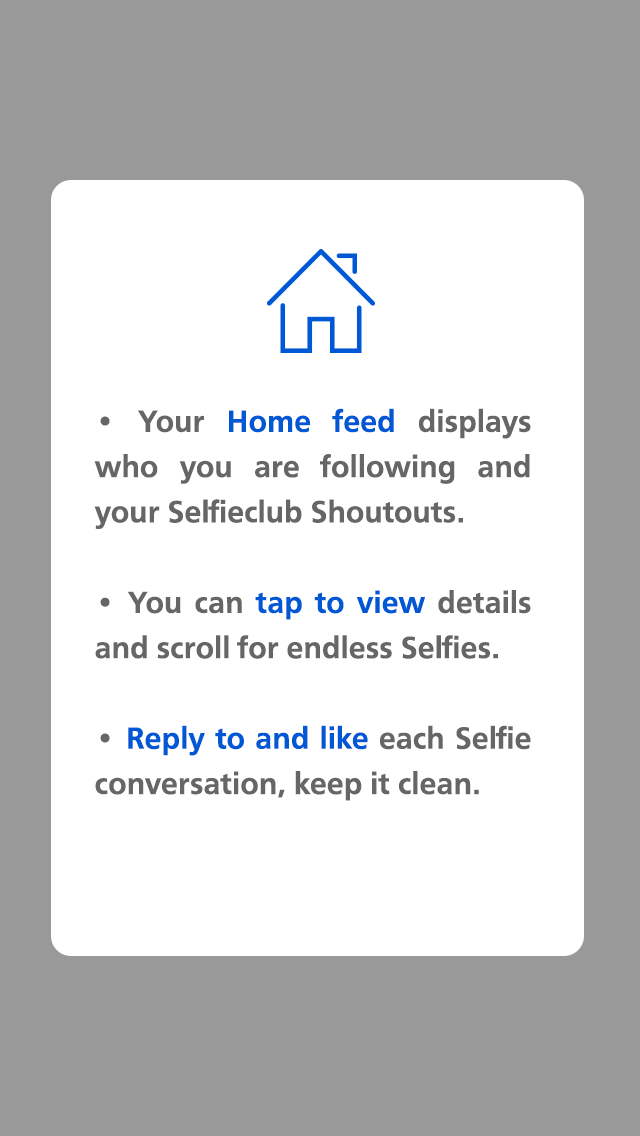 • Your Home feed displays
who you are following and
your Selfieclub Shoutouts.
• You can tap to view details
and scroll for endless Selfies.
• Reply to and like each Selfie
conversation, keep it clean.